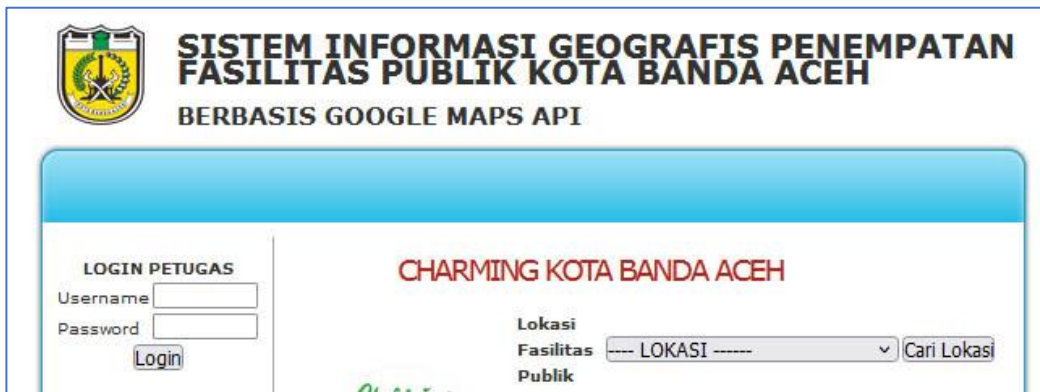 SISTEM INFORMASI GEOGRAFIS PENEMPATAN
FASILITAS PUBLIK KOTA BANDA ACEH
BERBASIS GOOGLE MAPS API
LOGIN PETUGAS
Username
Password
Login
CHARMING KOTA BANDA ACEH
Lokasi
Fasilitas ---- LOKASI ------ Cari Lokasi
Publik